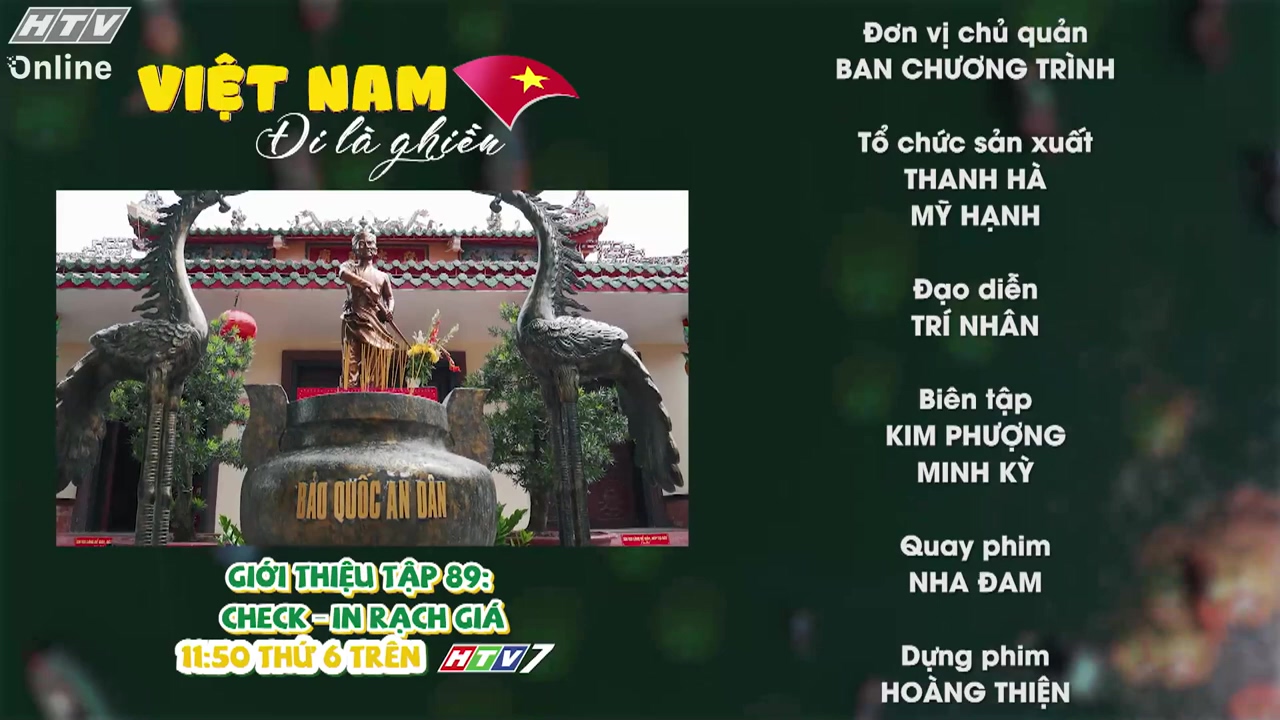 HTV
Online
VIỆT NAM
Đi là ghiền
BẢO QUỐC AN DÂN
GIỚI THIỆU TẬP 89:
CHECK - IN RẠCH GIÁ
11:50 THỨ 6 TRÊN HTV7
Đơn vị chủ quản
BAN CHƯƠNG TRÌNH
Tổ chức sản xuất
THANH HÀ
MỸ HẠNH
Đạo diễn
TRÍ NHÂN
Biên tập
KIM PHƯỢNG
MINH KỲ
Quay phim
NHA ĐAM
Dựng phim
HOÀNG THIỆN